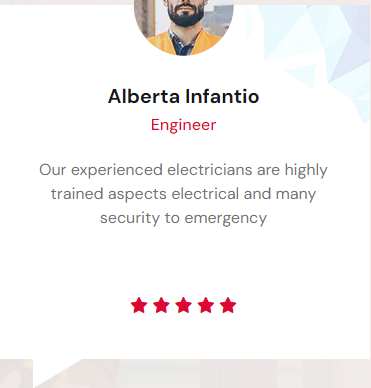 Alberta Infantio
Engineer
Our experienced electricians are highly
trained aspects electrical and many
security to emergency